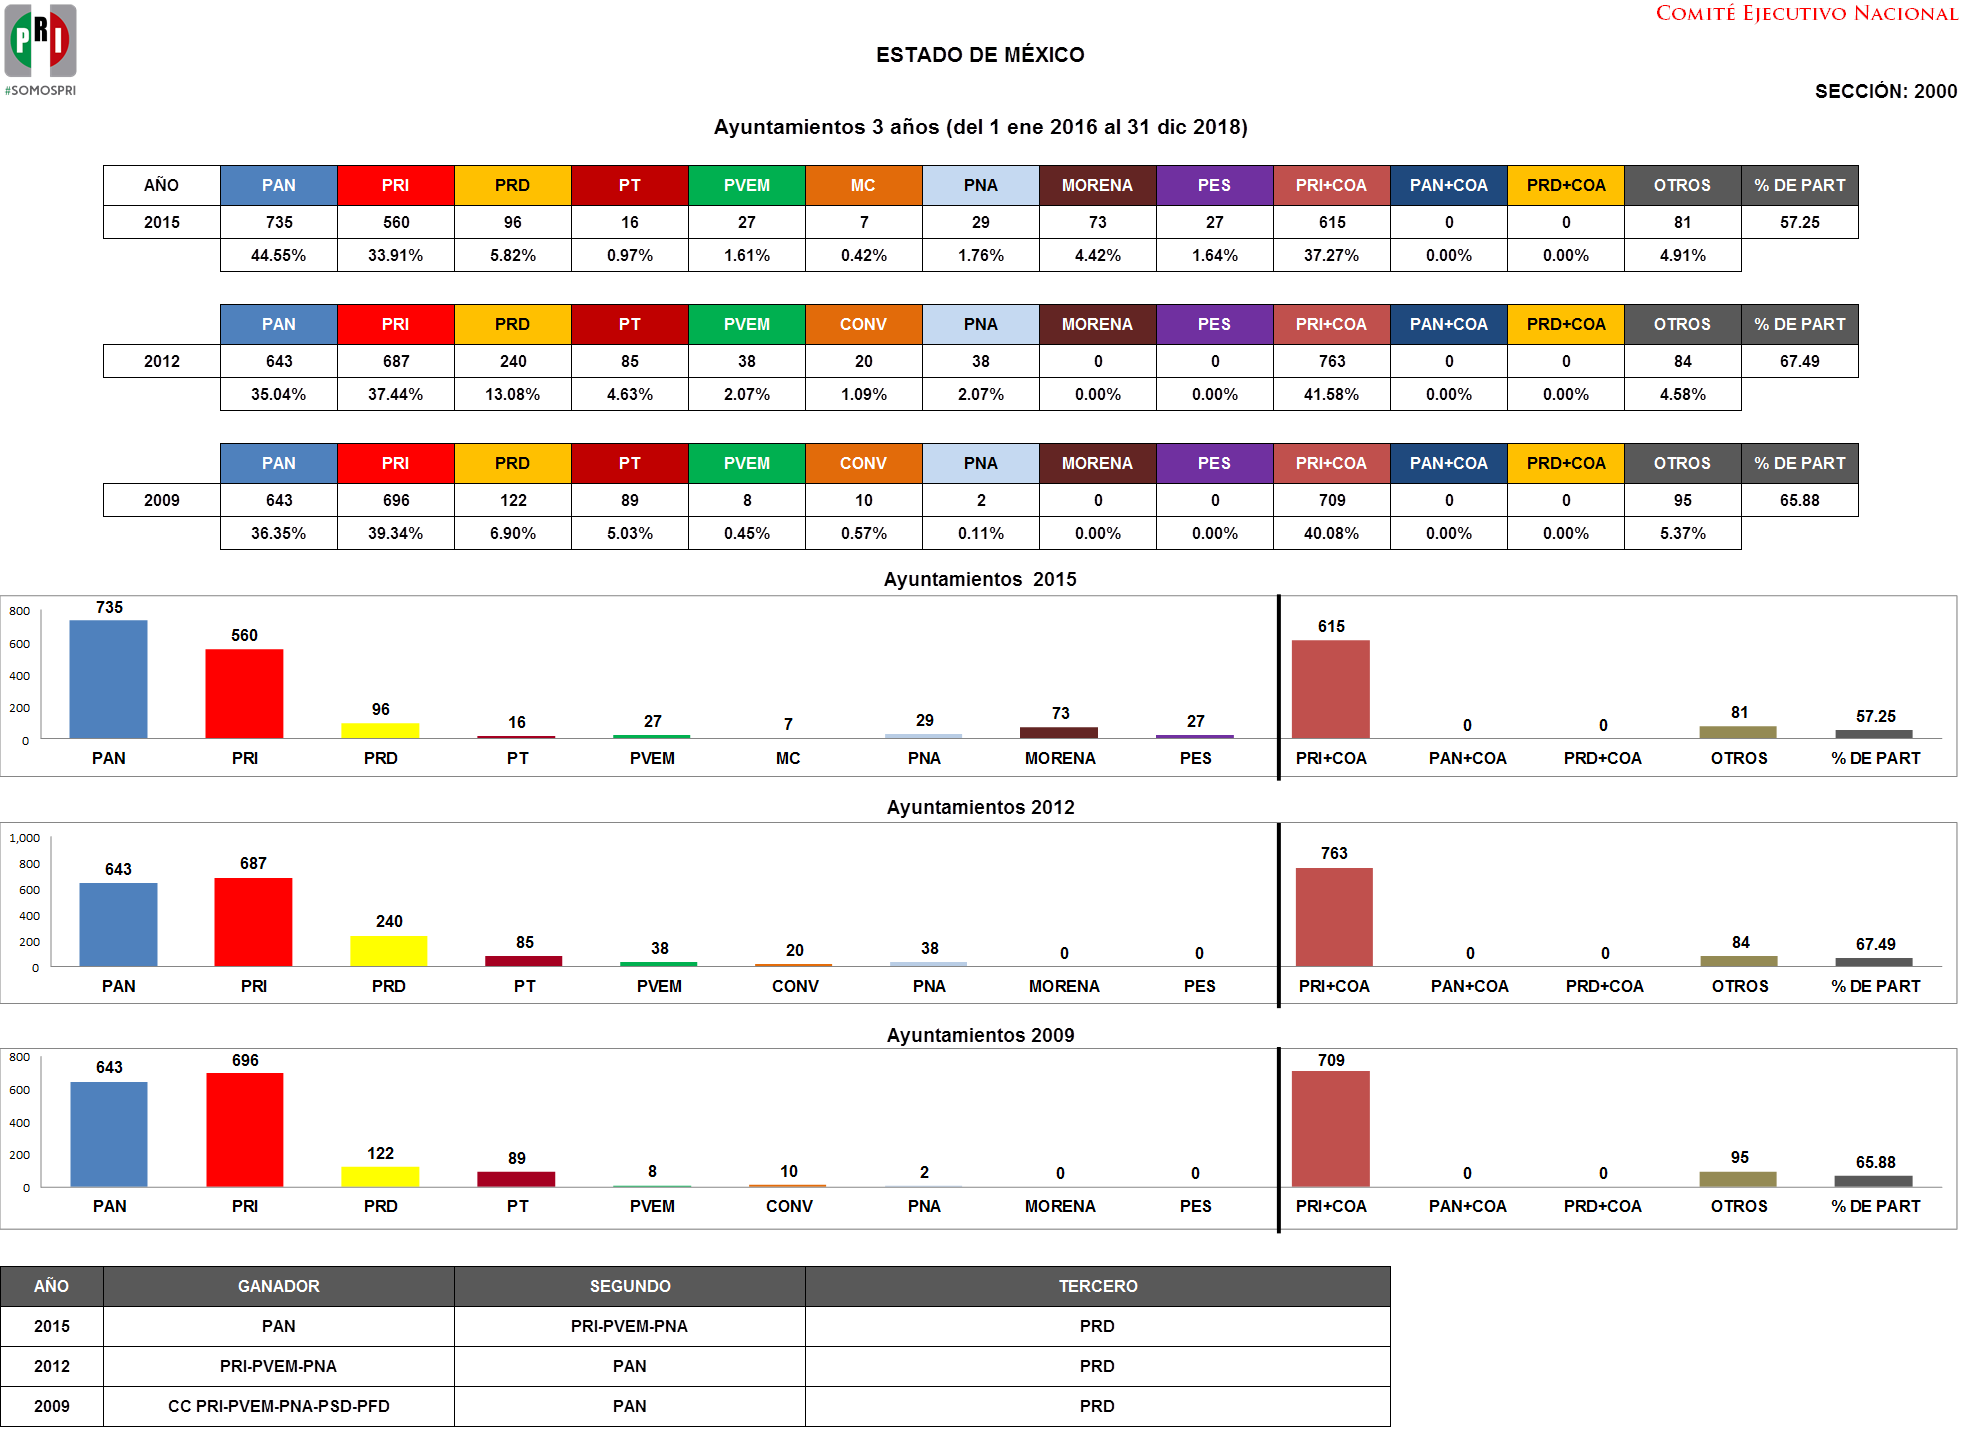 PRI
#SOMOSPRI
COMITÉ EJECUTIVO NACIONAL
ESTADO DE MÉXICO
SECCIÓN: 2000
Ayuntamientos 3 años (del 1 ene 2016 al 31 dic 2018)
AÑO PAN PRI PRD PT PVEM MC PNA MORENA PES PRI+COA PAN+COA PRD+COA OTROS % DE PART
2015 735 560 96 16 27 7 29 73 27 615 0 0 81 57.25
44.55% 33.91% 5.82% 0.97% 1.61% 0.42% 1.76% 4.42% 1.64% 37.27% 0.00% 0.00% 4.91%
PAN PRI PRD PT PVEM CONV PNA MORENA PES PRI+COA PAN+COA PRD+COA OTROS % DE PART
2012 643 687 240 85 38 20 38 0 0 763 0 0 84 67.49
35.04% 37.44% 13.08% 4.63% 2.07% 1.09% 2.07% 0.00% 0.00% 41.58% 0.00% 0.00% 4.58%
PAN PRI PRD PT PVEM CONV PNA MORENA PES PRI+COA PAN+COA PRD+COA OTROS % DE PART
2009 643 696 122 89 8 10 2 0 0 709 0 0 95 65.88
36.35% 39.34% 6.90% 5.03% 0.45% 0.57% 0.11% 0.00% 0.00% 40.08% 0.00% 0.00% 5.37%
Ayuntamientos 2015
800
600
400
200
0
735 560 96 16 27 7 29 73 27 615 0 0 81 57.25
PAN PRI PRD PT PVEM MC PNA MORENA PES PRI+COA PAN+COA PRD+COA OTROS % DE PART
Ayuntamientos 2012
1,000
800
600
400
200
0
643 687 240 85 38 20 38 0 0 763 0 0 84 67.49
PAN PRI PRD PT PVEM CONV PNA MORENA PES PRI+COA PAN+COA PRD+COA OTROS % DE PART
Ayuntamientos 2009
800
600
400
200
0
643 696 122 89 8 10 2 0 0 709 0 0 95 65.88
PAN PRI PRD PT PVEM CONV PNA MORENA PES PRI+COA PAN+COA PRD+COA OTROS % DE PART
AÑO GANADOR SEGUNDO TERCERO
2015 PAN PRI-PVEM-PNA PRD
2012 PRI-PVEM-PNA PAN PRD
2009 CC PRI-PVEM-PNA-PSD-PFD PAN PRD